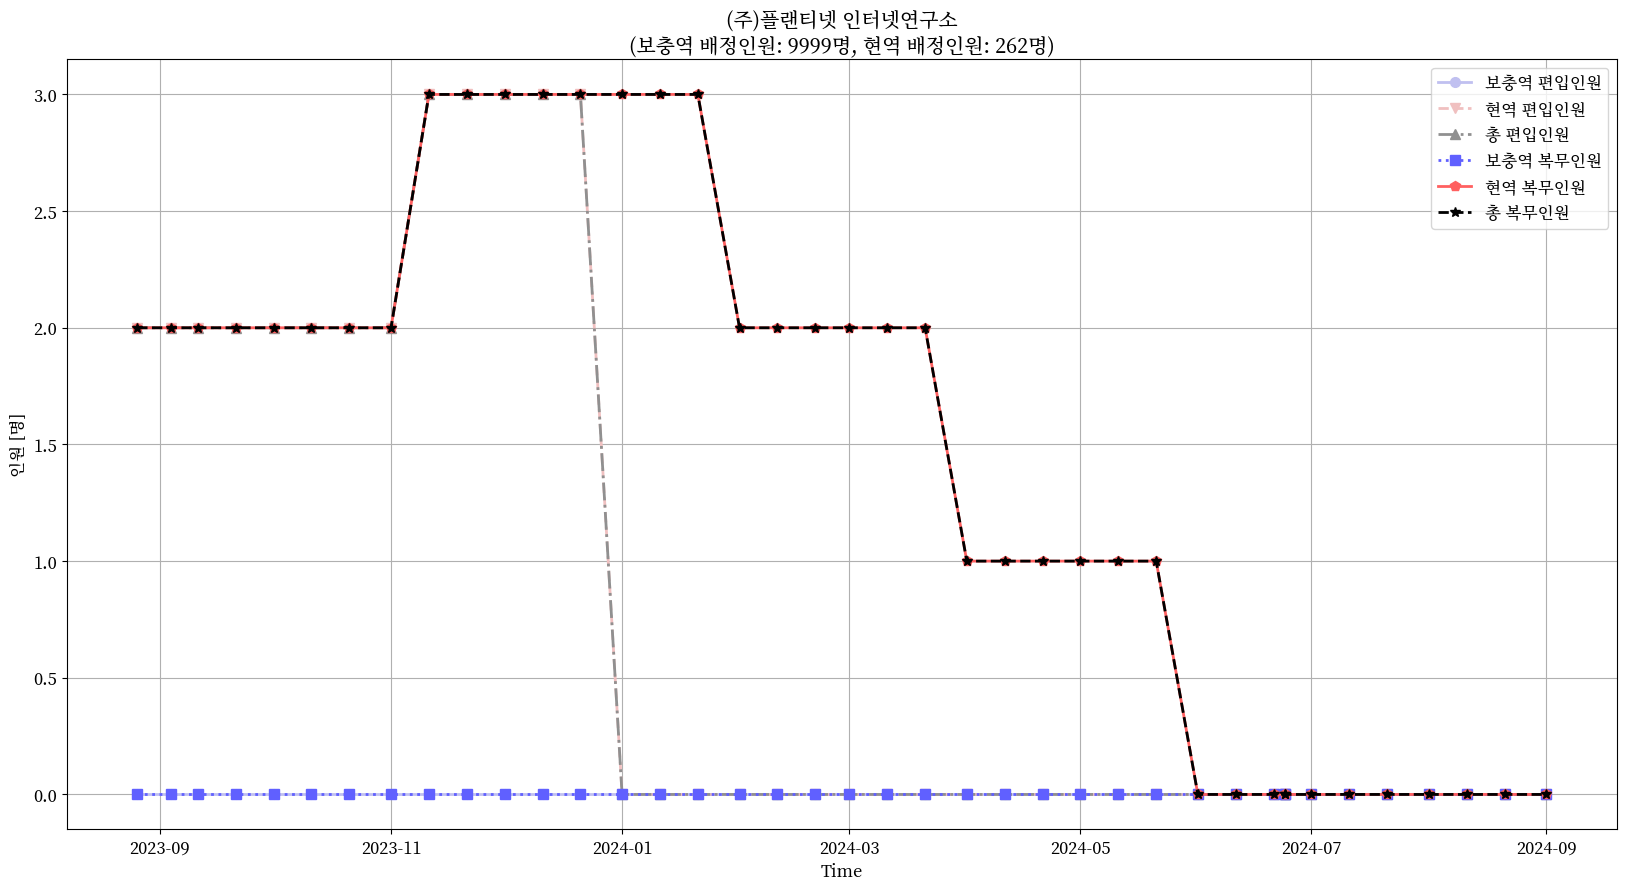 (주)플랜티넷 인터넷연구소
(보충역 배정인원: 9999명, 현역 배정인원: 262명)
보충역 편입인원
현역 편입인원
총 편입인원
보충역 복무인원
현역 복무인원
총 복무인원
인원 [명]
3.0
2.5
2.0
1.5
1.0
0.5
0.0
2023-09
2023-11
2024-01
2024-03
2024-05
2024-07
2024-09
Time